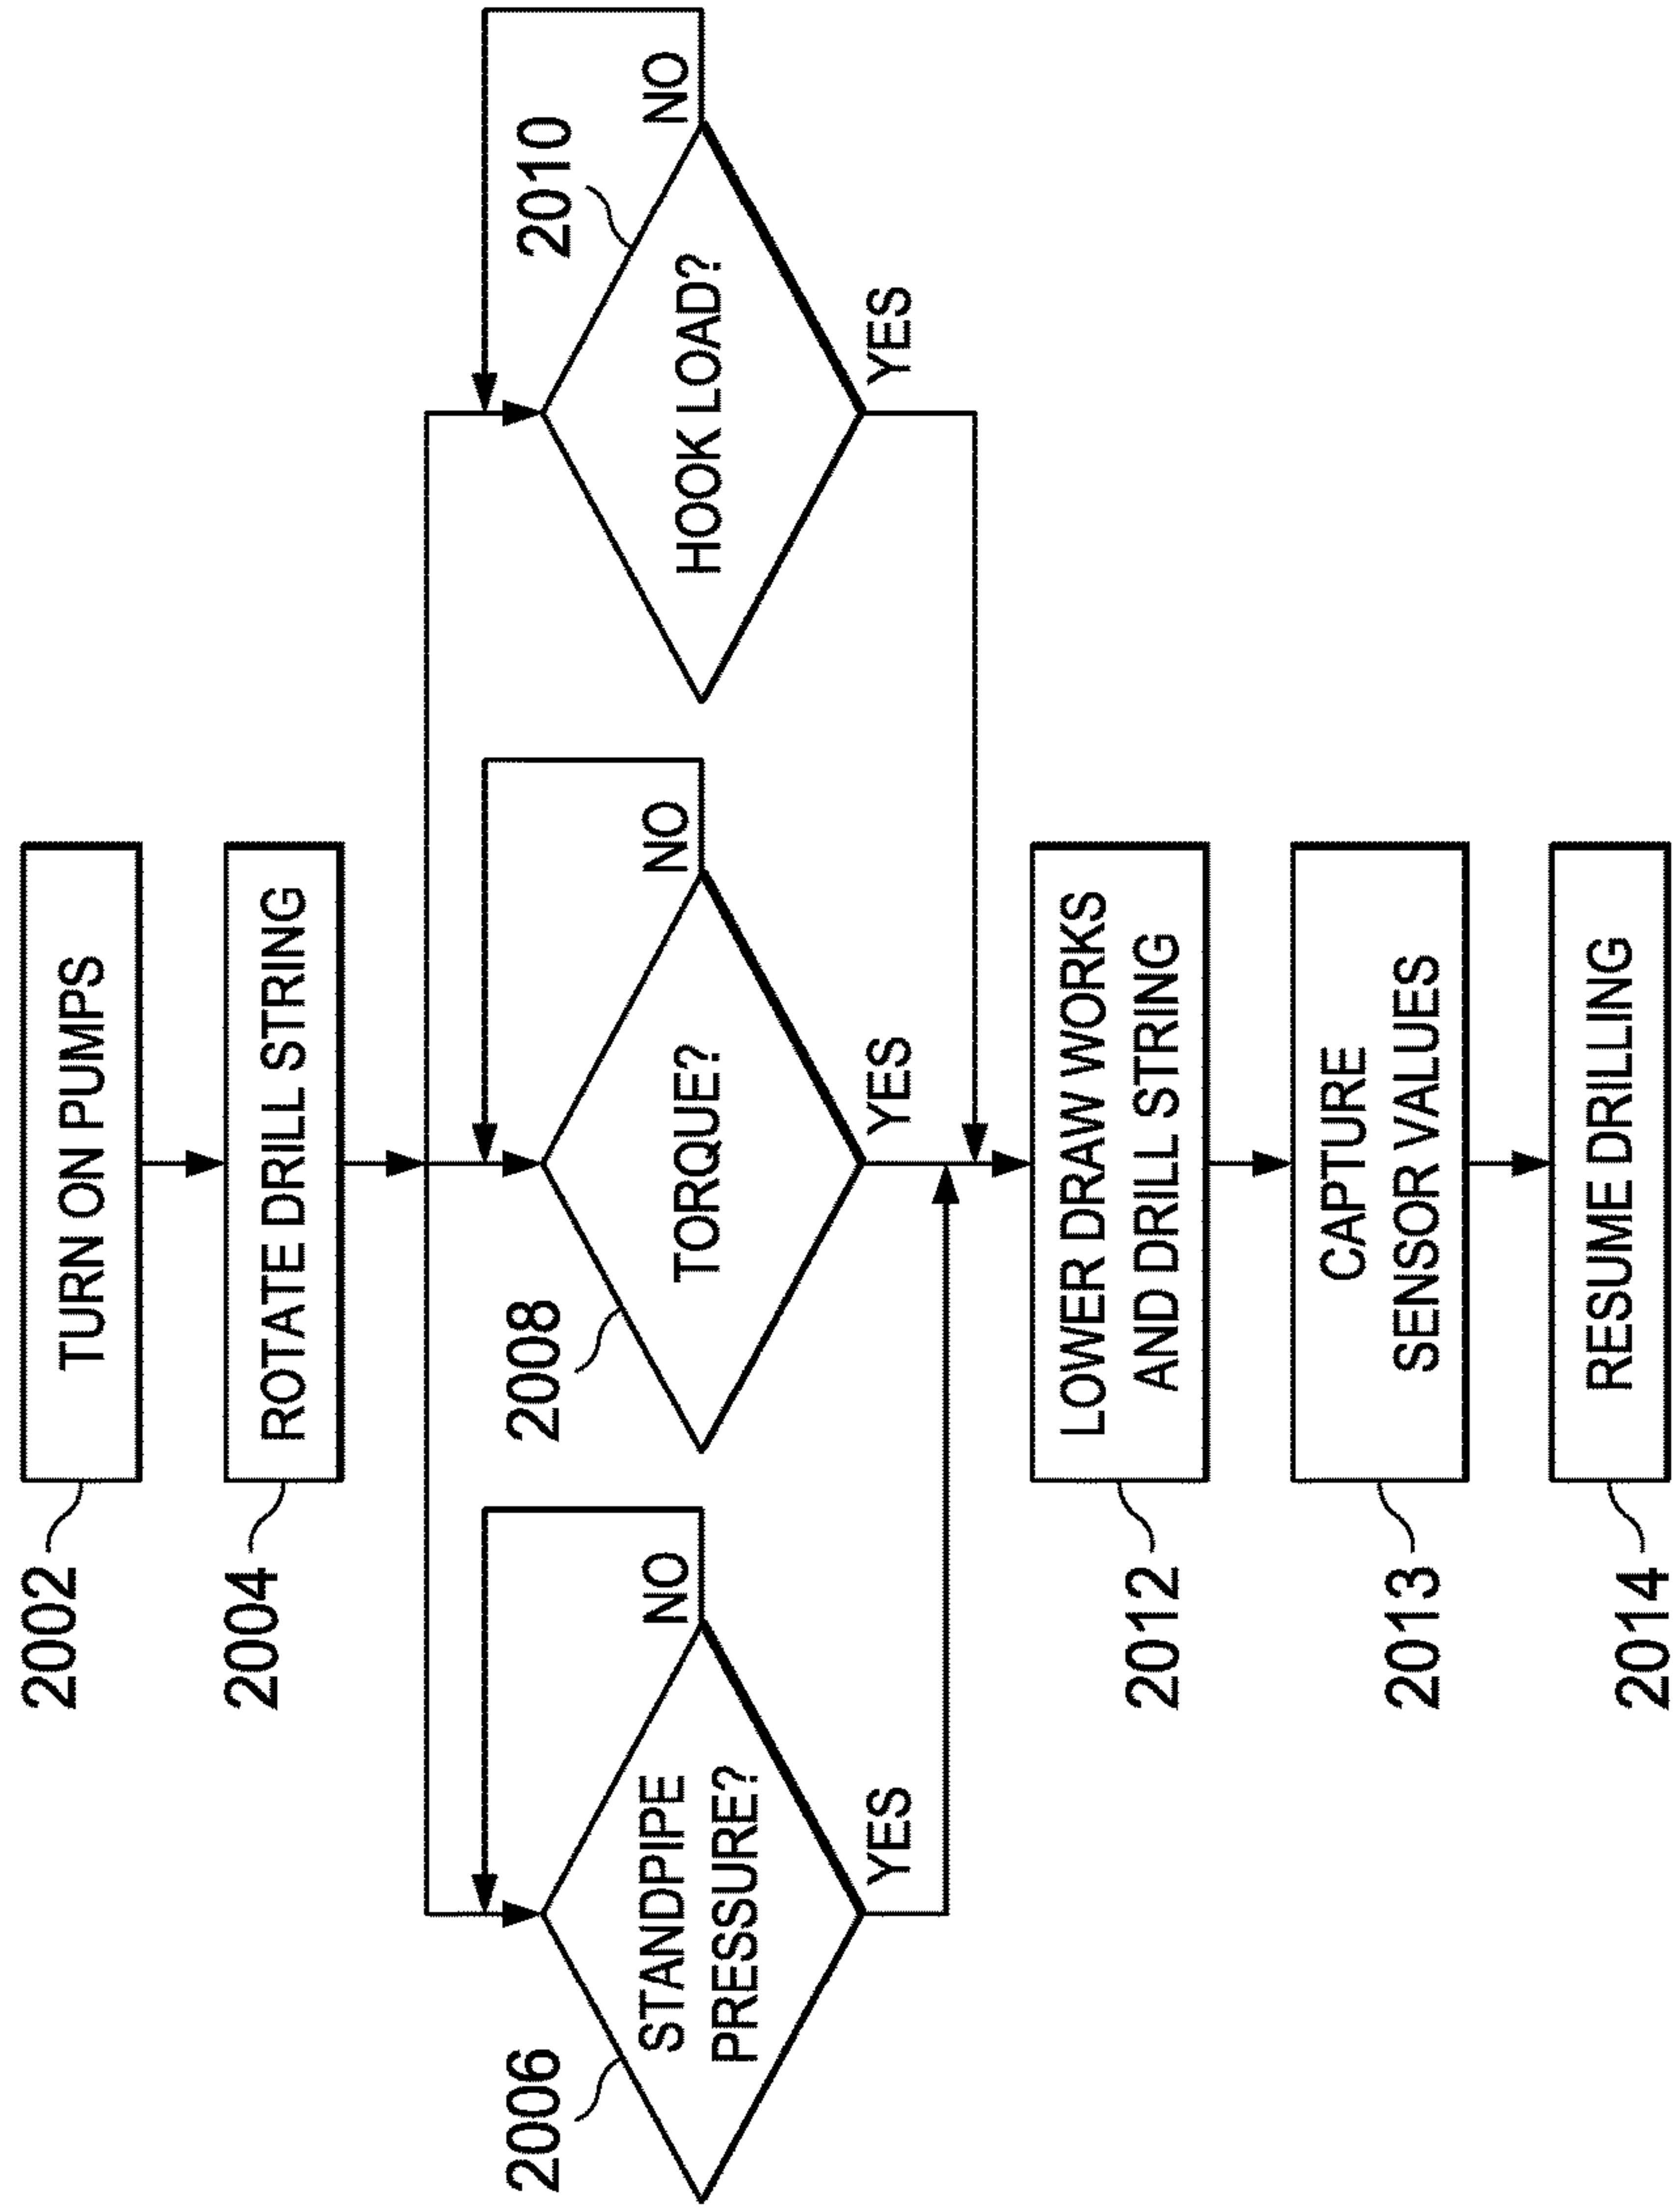 2002
TURN ON PUMPS
2004
ROTATE DRILL STRING
2006
STANDPIPE
PRESSURE?
NO
YES
2008
TORQUE?
NO
YES
2010
HOOK LOAD?
NO
YES
2012
LOWER DRAW WORKS
AND DRILL STRING
2013
CAPTURE
SENSOR VALUES
2014
RESUME DRILLING